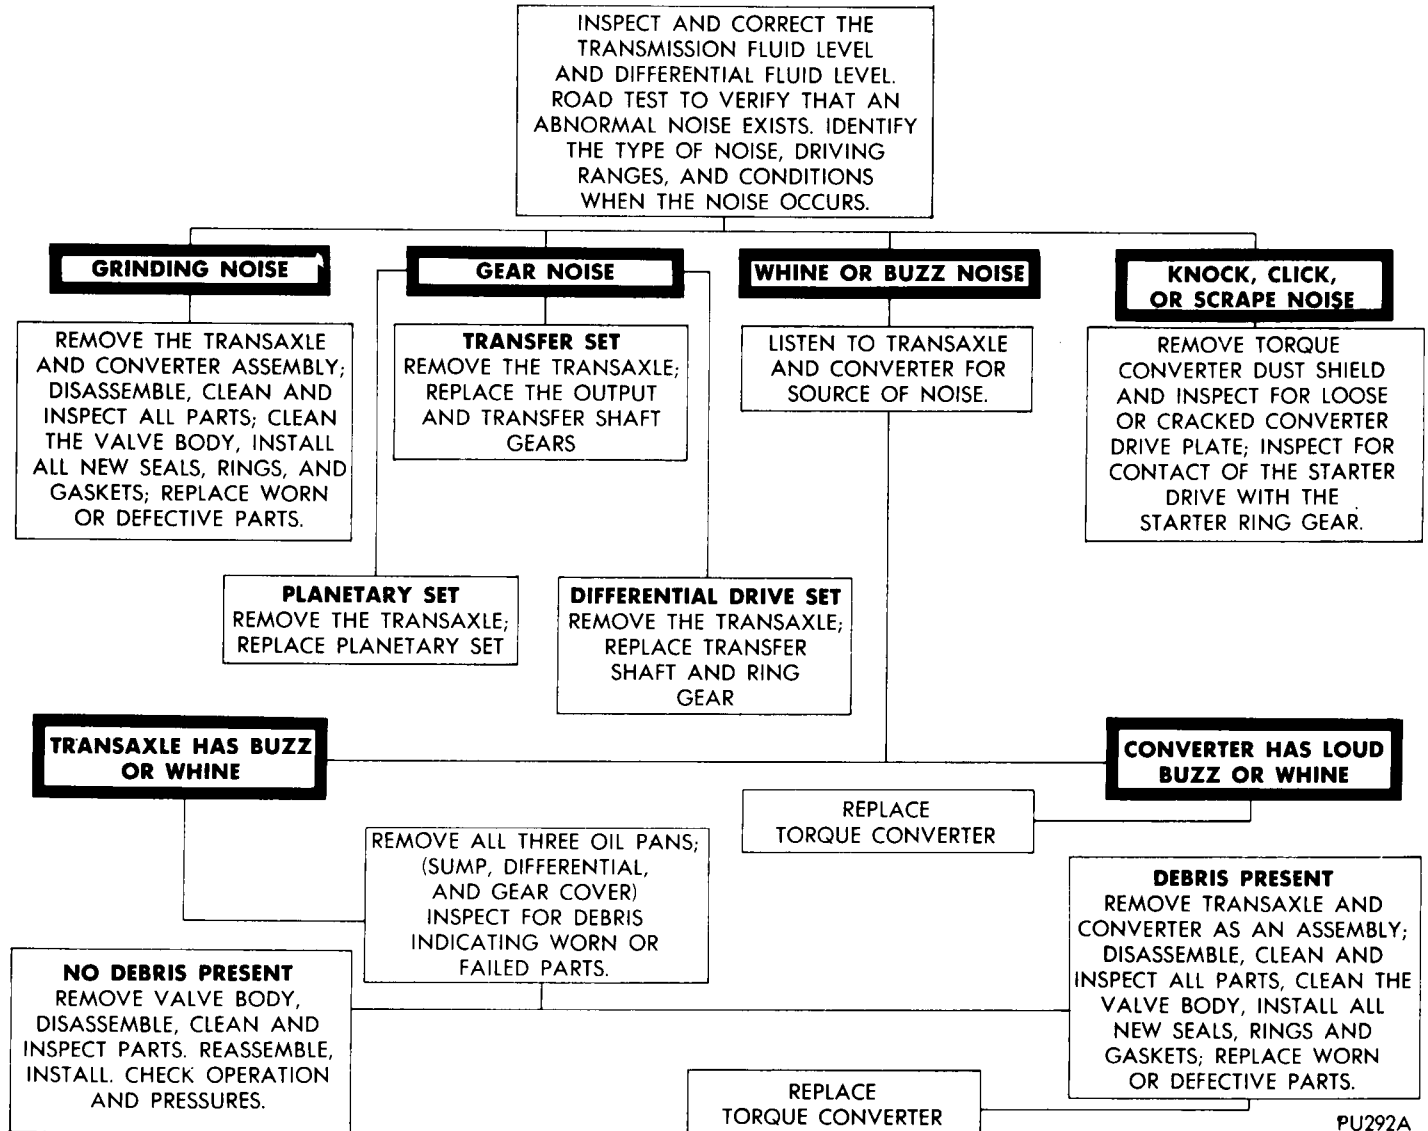 INSPECT AND CORRECT THE
TRANSMISSION FLUID LEVEL
AND DIFFERENTIAL FLUID LEVEL.
ROAD TEST TO VERIFY THAT AN
ABNORMAL NOISE EXISTS. IDENTIFY
THE TYPE OF NOISE, DRIVING
RANGES, AND CONDITIONS
WHEN THE NOISE OCCURS.
GRINDING NOISE
REMOVE THE TRANSAXLE
AND CONVERTER ASSEMBLY;
DISASSEMBLE, CLEAN AND
INSPECT ALL PARTS; CLEAN
THE VALVE BODY, INSTALL
ALL NEW SEALS, RINGS, AND
GASKETS; REPLACE WORN
OR DEFECTIVE PARTS.
GEAR NOISE
TRANSFER SET
REMOVE THE TRANSAXLE;
REPLACE THE OUTPUT
AND TRANSFER SHAFT
GEARS
WHINE OR BUZZ NOISE
LISTEN TO TRANSAXLE
AND CONVERTER FOR
SOURCE OF NOISE.
KNOCK, CLICK,
OR SCRAPE NOISE
REMOVE TORQUE
CONVERTER DUST SHIELD
AND INSPECT FOR LOOSE
OR CRACKED CONVERTER
DRIVE PLATE; INSPECT FOR
CONTACT OF THE STARTER
DRIVE WITH THE
STARTER RING GEAR.
PLANETARY SET
REMOVE THE TRANSAXLE;
REPLACE PLANETARY SET
DIFFERENTIAL DRIVE SET
REMOVE THE TRANSAXLE;
REPLACE TRANSFER
SHAFT AND RING
GEAR
TRANSAXLE HAS BUZZ
OR WHINE
CONVERTER HAS LOUD
BUZZ OR WHINE
REPLACE
TORQUE CONVERTER
REMOVE ALL THREE OIL PANS;
(SUMP, DIFFERENTIAL,
AND GEAR COVER)
INSPECT FOR DEBRIS
INDICATING WORN OR
FAILED PARTS.
NO DEBRIS PRESENT
REMOVE VALVE BODY,
DISASSEMBLE, CLEAN AND
INSPECT PARTS. REASSEMBLE,
INSTALL. CHECK OPERATION
AND PRESSURES.
DEBRIS PRESENT
REMOVE TRANSAXLE AND
CONVERTER AS AN ASSEMBLY;
DISASSEMBLE, CLEAN AND
INSPECT ALL PARTS, CLEAN THE
VALVE BODY, INSTALL ALL
NEW SEALS, RINGS AND
GASKETS; REPLACE WORN
OR DEFECTIVE PARTS.
REPLACE
TORQUE CONVERTER
PU292A